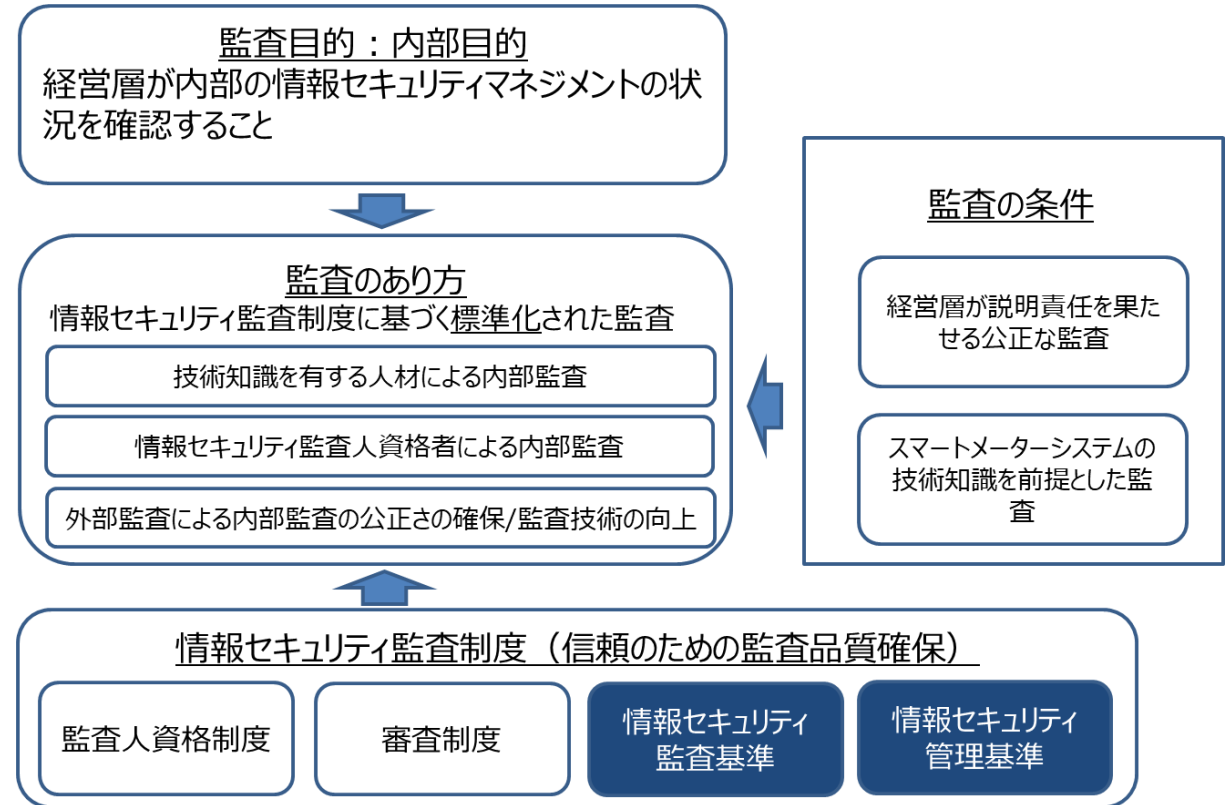 監査目的：内部目的
経営層が内部の情報セキュリティマネジメントの状
況を確認すること
監査のあり方
情報セキュリティ監査制度に基づく標準化された監査
技術知識を有する人材による内部監査
情報セキュリティ監査人資格者による内部監査
外部監査による内部監査の公正さの確保/監査技術の向上
監査の条件
経営層が説明責任を果た
せる公正な監査
スマートメーターシステムの
技術知識を前提とした監
査
情報セキュリティ監査制度（信頼のための監査品質確保）
監査人資格制度
審査制度
情報セキュリティ
監査基準
情報セキュリティ
管理基準